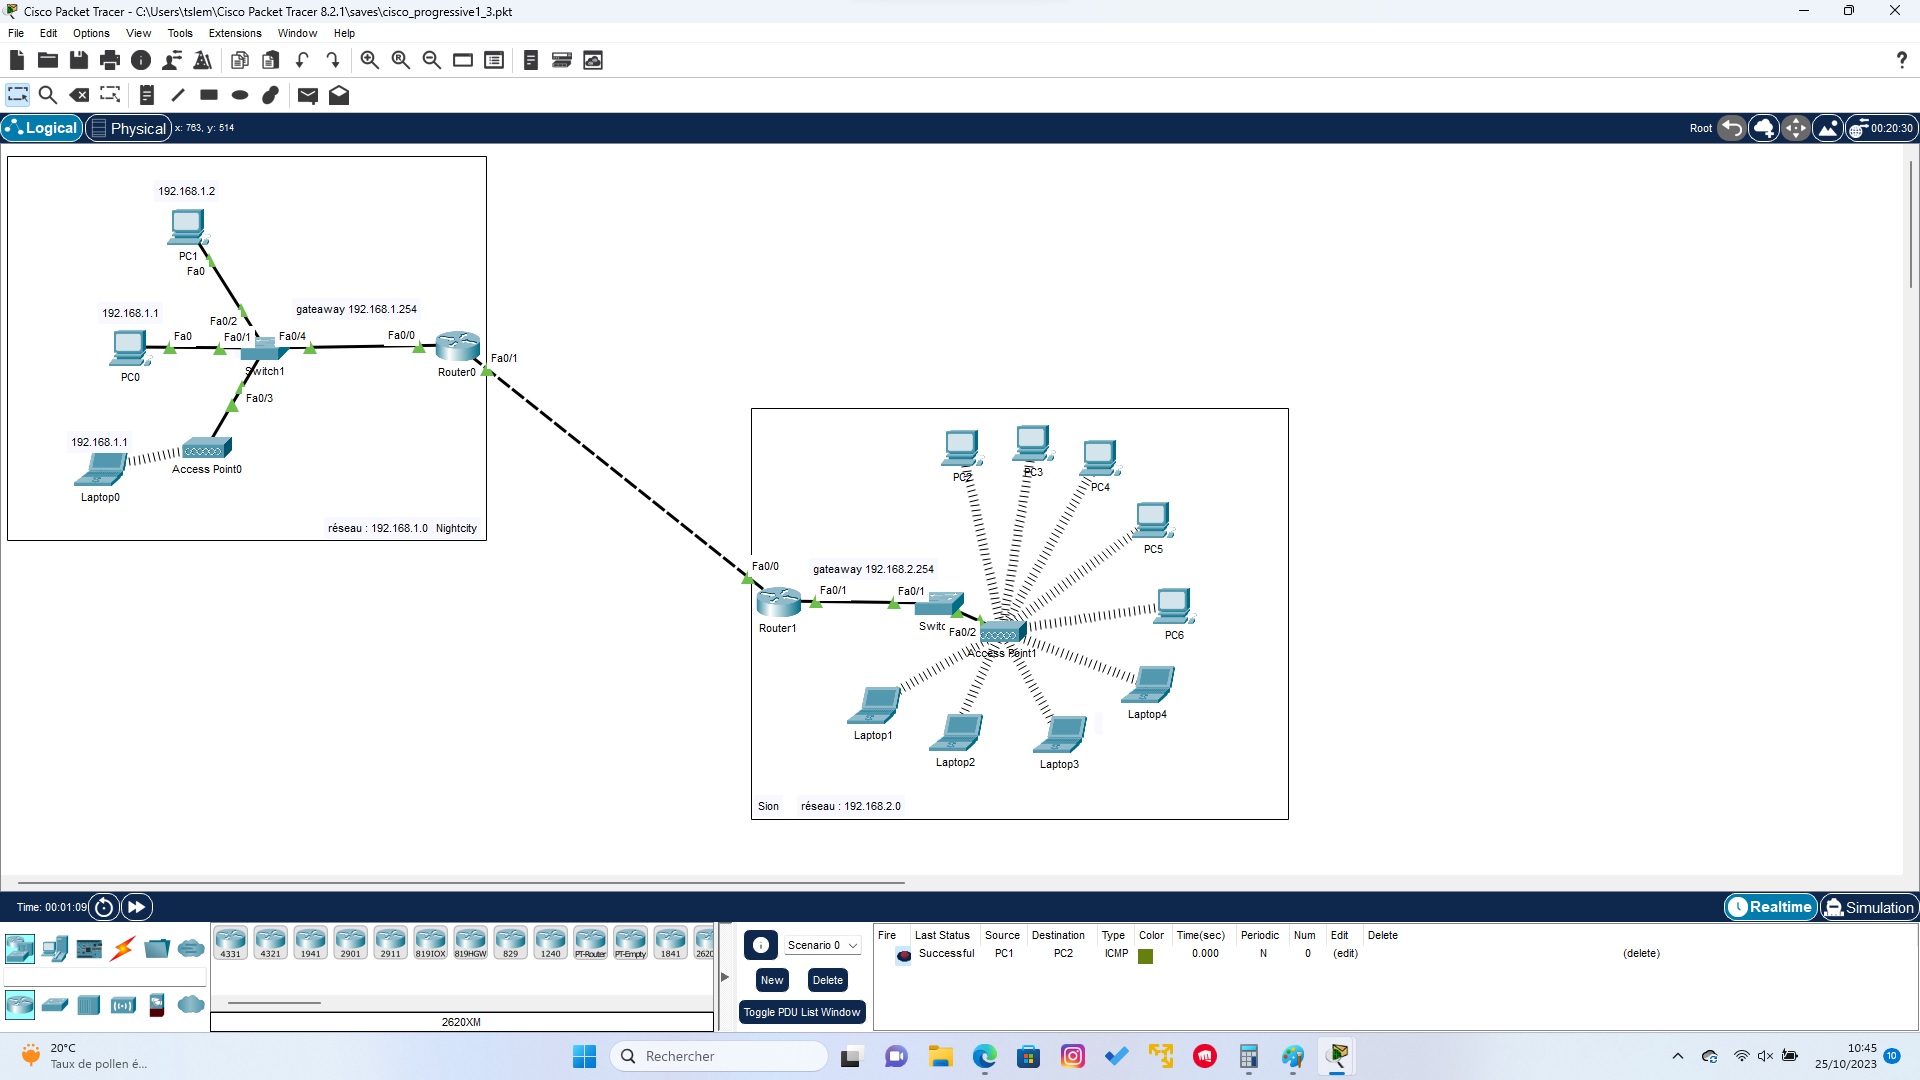 Cisco Packet Tracer - C:\Users\tslem\Cisco Packet Tracer 8.2.1\saves\cisco_progressive1_3.pkt
File Edit Options View Tools Extensions Window Help
Logical Physical x: 763, y: 514 Root 00:20:30
192.168.1.2
PC1
Fa0
192.168.1.1
gateaway 192.168.1.254
Fa0/2
Fa0 Fa0/1 Fa0/4 Fa0/0
Fa0/1
PC0
Switch1
Router0
Fa0/3
192.168.1.1
Access Point0
Laptop0
réseau : 192.168.1.0 Nightcity
PC2
PC3
PC4
PC5
Fa0/0
gateaway 192.168.2.254
Fa0/1 Fa0/1
Router1
Switc Fa0/2
PC6
Access Point1
Laptop4
Laptop1
Laptop2
Laptop3
Sion réseau : 192.168.2.0
Time: 00:01:09 Realtime Simulation
4331 4321 1941 2901 2911 819IOX 819HGW 829 1240 PT-Router PT-Empty 1841 2620
2620XM
Scenario 0
New Delete
Toggle PDU List Window
Fire Last Status Source Destination Type Color Time(sec) Periodic Num Edit Delete
Successful PC1 PC2 ICMP 0.000 N 0 (edit) (delete)
20°C
Taux de pollen é...
Rechercher
10:45
25/10/2023
10